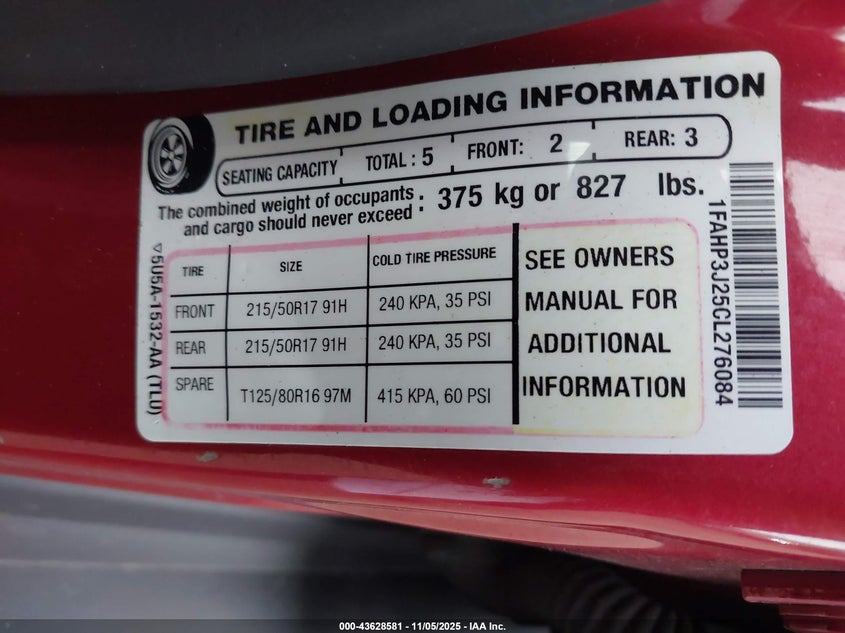 TIRE AND LOADING INFORMATION
SEATING CAPACITY TOTAL : 5 FRONT: 2 REAR: 3
The combined weight of occupants
and cargo should never exceed : 375 kg or 827 lbs.
TIRE SIZE COLD TIRE PRESSURE
FRONT 215/50R17 91H 240 KPA, 35 PSI
REAR 215/50R17 91H 240 KPA, 35 PSI
SPARE T125/80R16 97M 415 KPA, 60 PSI
SEE OWNERS
MANUAL FOR
ADDITIONAL
INFORMATION
5U5A-1532-AA (TLU)
1FAHP3J25CL276084
000-43628581 - 11/05/2025 - IAA Inc.